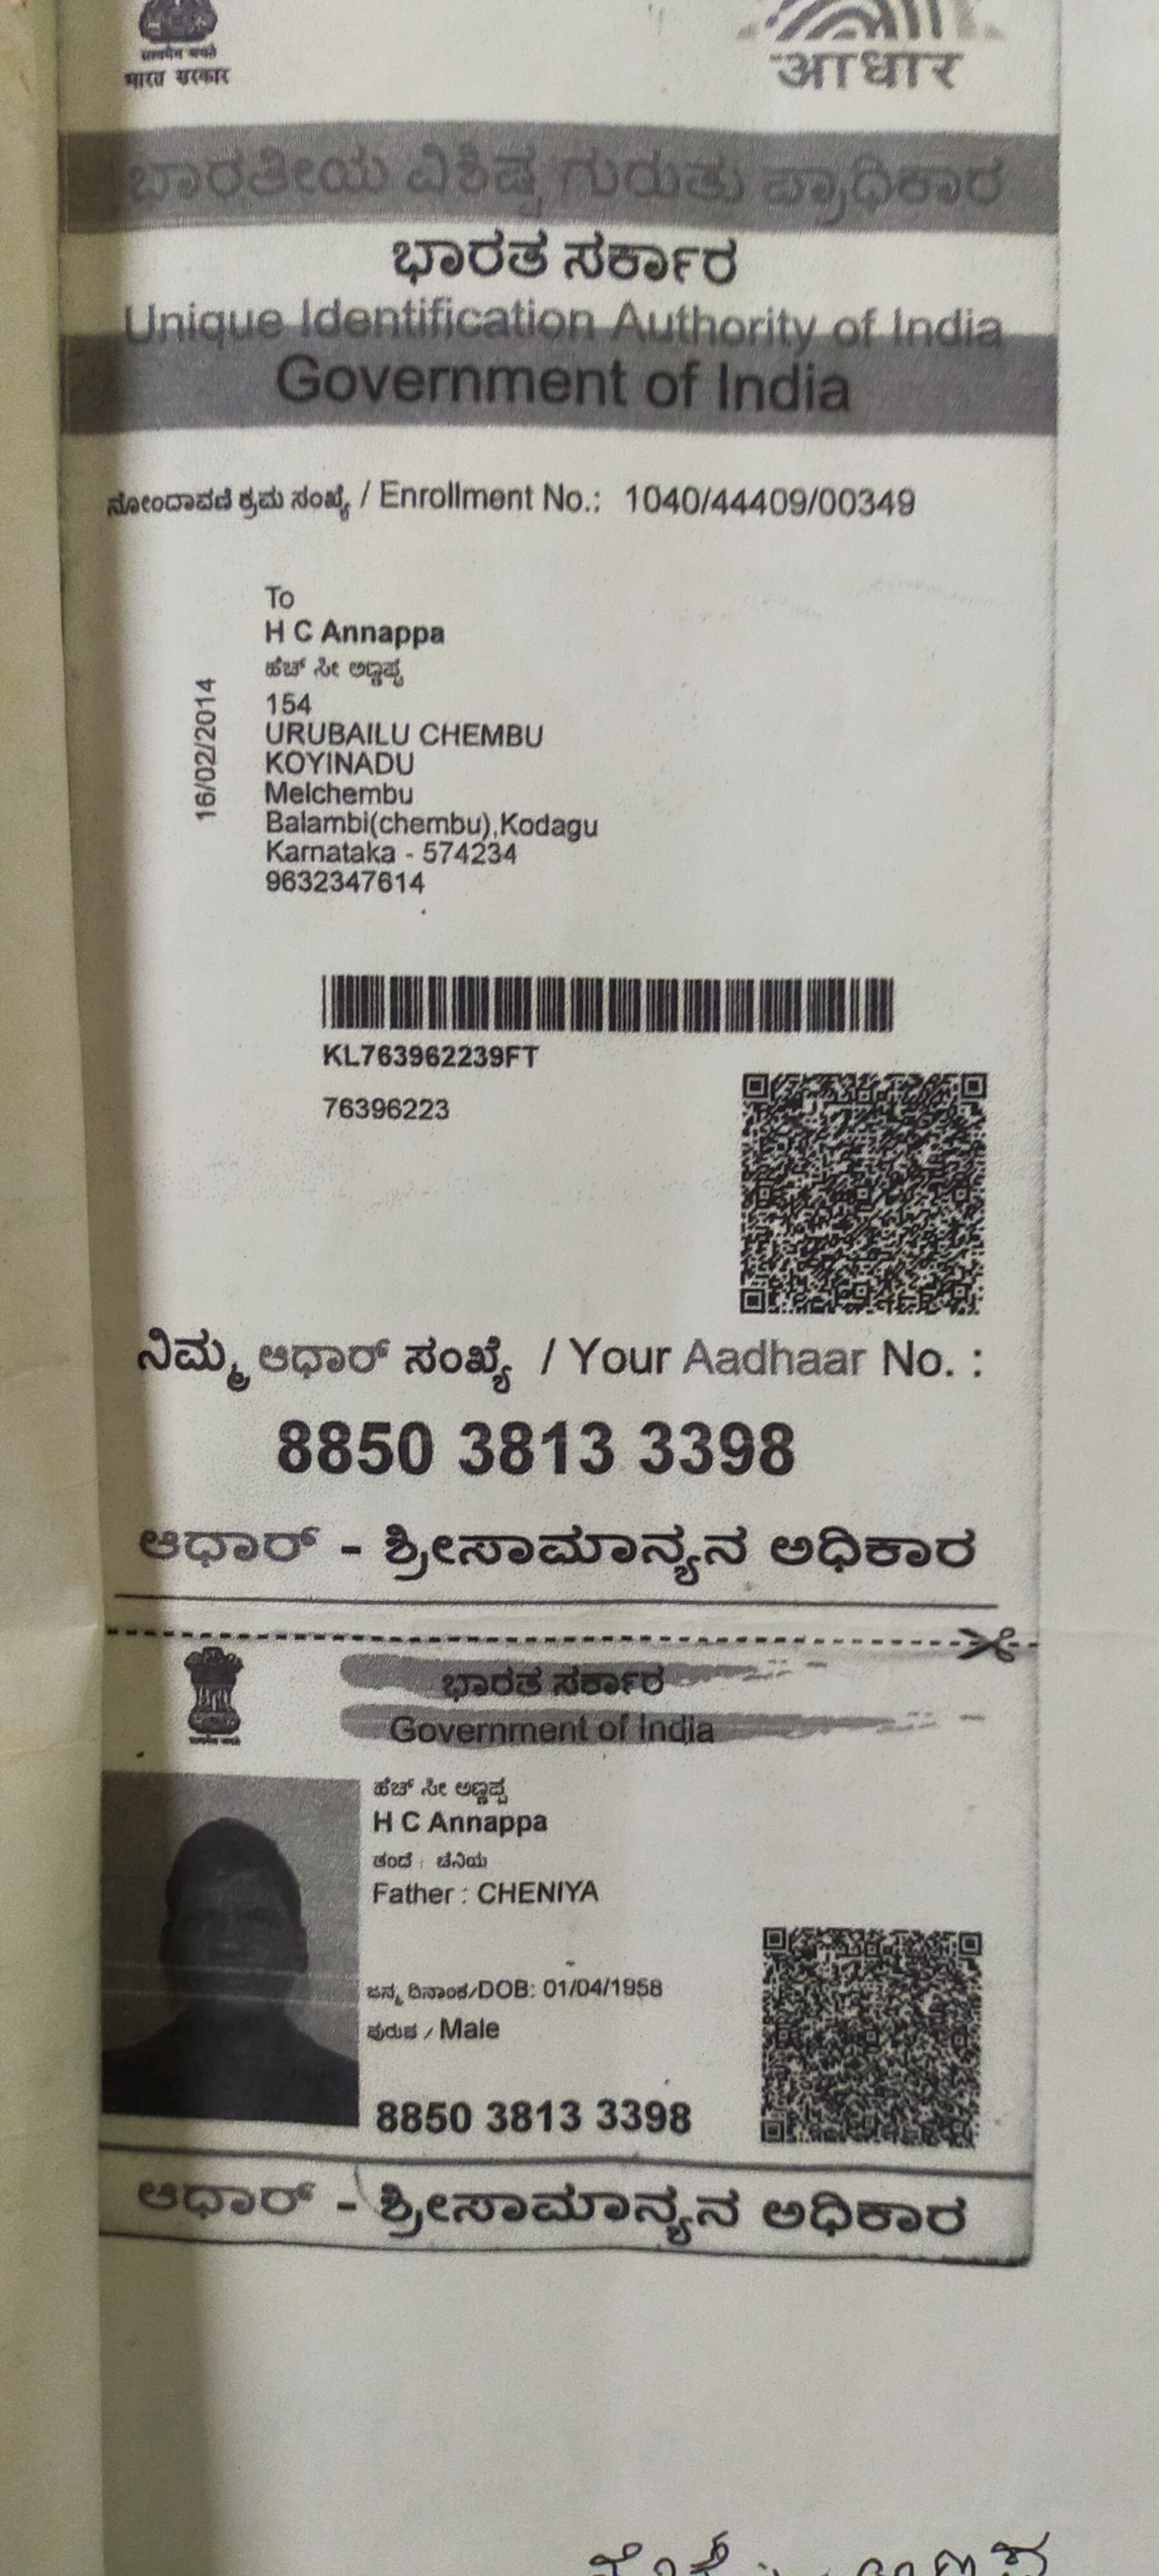 भारत सरकार
आधार
ಭಾರತೀಯ ವಿಶಿಷ್ಟ ಗುರುತು ಪ್ರಾಧಿಕಾರ
ಭಾರತ ಸರ್ಕಾರ
Unique Identification Authority of India
Government of India
ನೋಂದಾವಣಿ ಕ್ರಮ ಸಂಖ್ಯೆ / Enrollment No.: 1040/44409/00349
To
H C Annappa
ಹೆಚ್ ಸೀ ಅಣ್ಣಪ್ಪ
154
URUBAILU CHEMBU
KOYINADU
Melchembu
Balambi(chembu),Kodagu
Karnataka - 574234
9632347614
16/02/2014
KL763962239FT
76396223
ನಿಮ್ಮ ಆಧಾರ್ ಸಂಖ್ಯೆ / Your Aadhaar No. :
8850 3813 3398
ಆಧಾರ್ - ಶ್ರೀಸಾಮಾನ್ಯನ ಅಧಿಕಾರ
ಭಾರತ ಸರ್ಕಾರ
Government of India
ಹೆಚ್ ಸೀ ಅಣ್ಣಪ್ಪ
H C Annappa
ತಂದೆ : ಚೆನಿಯ
Father : CHENIYA
ಜನ್ಮ ದಿನಾಂಕ/DOB: 01/04/1958
ಪುರುಷ / Male
8850 3813 3398
ಆಧಾರ್ - ಶ್ರೀಸಾಮಾನ್ಯನ ಅಧಿಕಾರ